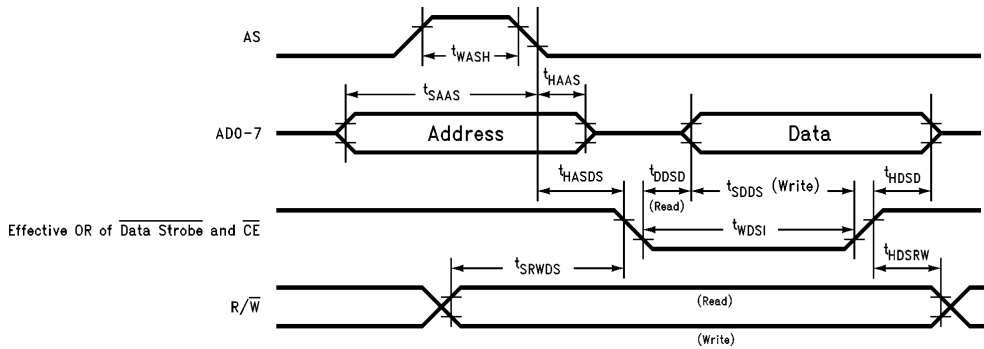 AS
tWASH
tHAAS
tSAAS
AD0-7
Address
Data
tHASDS
tDDSD
(Read)
tSDDS (Write)
tHDSD
Effective OR of Data Strobe and CE
tWDSI
tSRWDS
tHDSRW
R/W
(Read)
(Write)